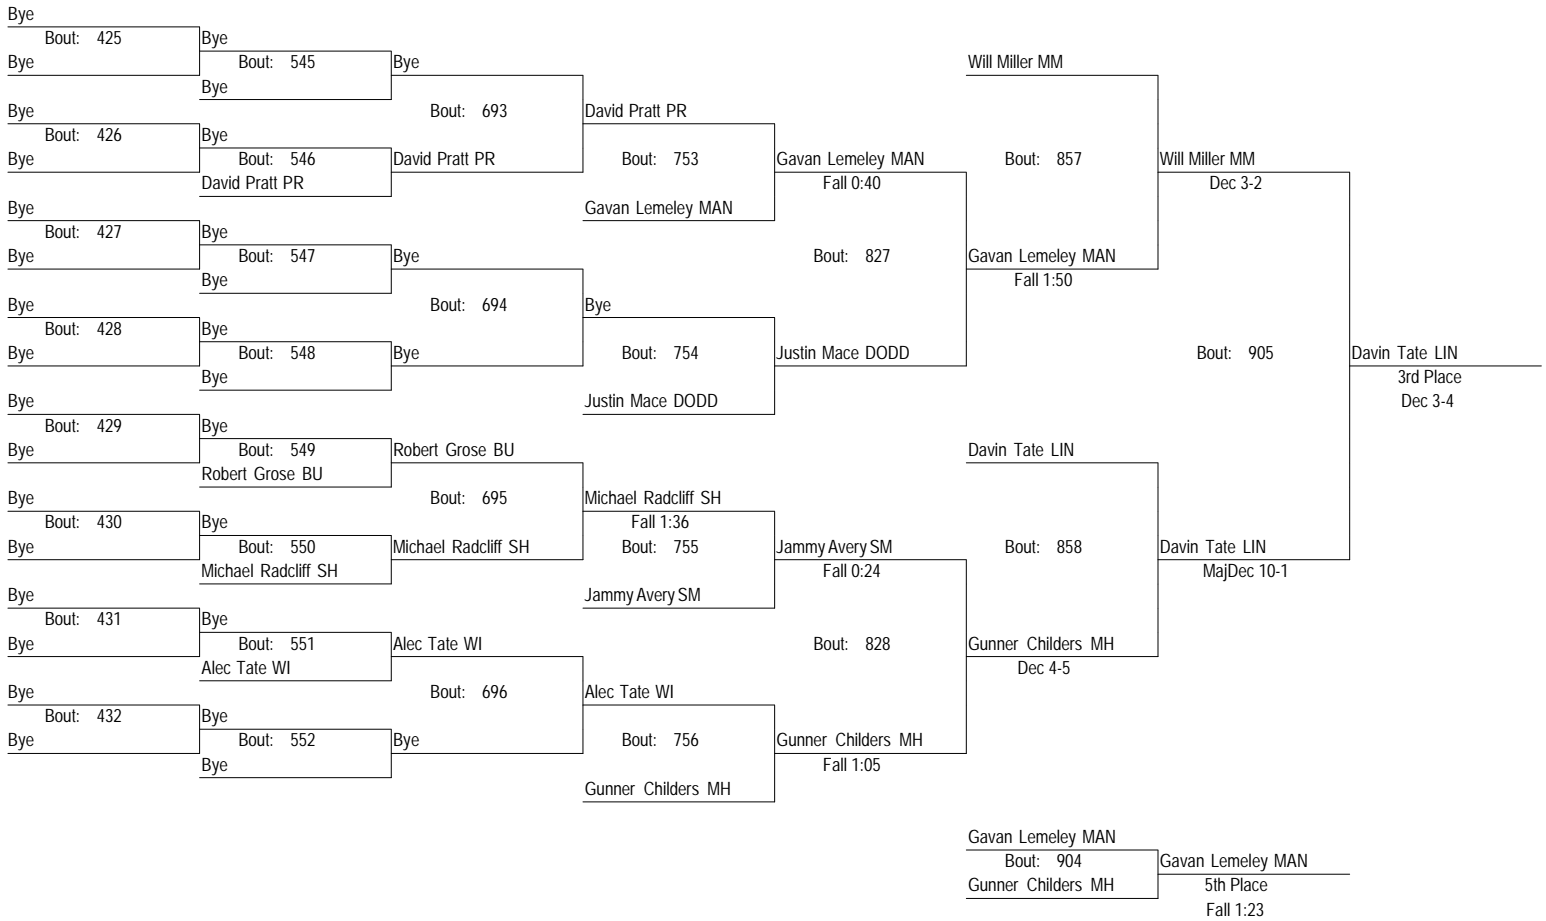 Bye
Bout: 425
Bye
Bye
Bout: 545
Bye
Bye
Will Miller MM
Bye
Bout: 693
David Pratt PR
Bout: 426
Bye
Bye
Bout: 546
David Pratt PR
Bout: 753
Gavan Lemeley MAN
Bout: 857
Will Miller MM
David Pratt PR
Fall 0:40
Dec 3-2
Bye
Gavan Lemeley MAN
Bout: 427
Bye
Bye
Bout: 547
Bye
Bout: 827
Gavan Lemeley MAN
Bye
Fall 1:50
Bye
Bout: 694
Bye
Bout: 428
Bye
Bye
Bout: 548
Bye
Bout: 754
Justin Mace DODD
Bout: 905
Davin Tate LIN
Bye
3rd Place
Bye
Justin Mace DODD
Dec 3-4
Bout: 429
Bye
Bye
Bout: 549
Robert Grose BU
Davin Tate LIN
Robert Grose BU
Bye
Bout: 695
Michael Radcliff SH
Bout: 430
Bye
Fall 1:36
Bye
Bout: 550
Michael Radcliff SH
Bout: 755
Jammy Avery SM
Bout: 858
Davin Tate LIN
Michael Radcliff SH
Fall 0:24
MajDec 10-1
Bye
Jammy Avery SM
Bout: 431
Bye
Bye
Bout: 551
Alec Tate WI
Bout: 828
Gunner Childers MH
Alec Tate WI
Dec 4-5
Bye
Bout: 696
Alec Tate WI
Bout: 432
Bye
Bye
Bout: 552
Bye
Bout: 756
Gunner Childers MH
Bye
Fall 1:05
Gunner Childers MH
Gavan Lemeley MAN
Bout: 904
Gavan Lemeley MAN
Gunner Childers MH
5th Place
Fall 1:23